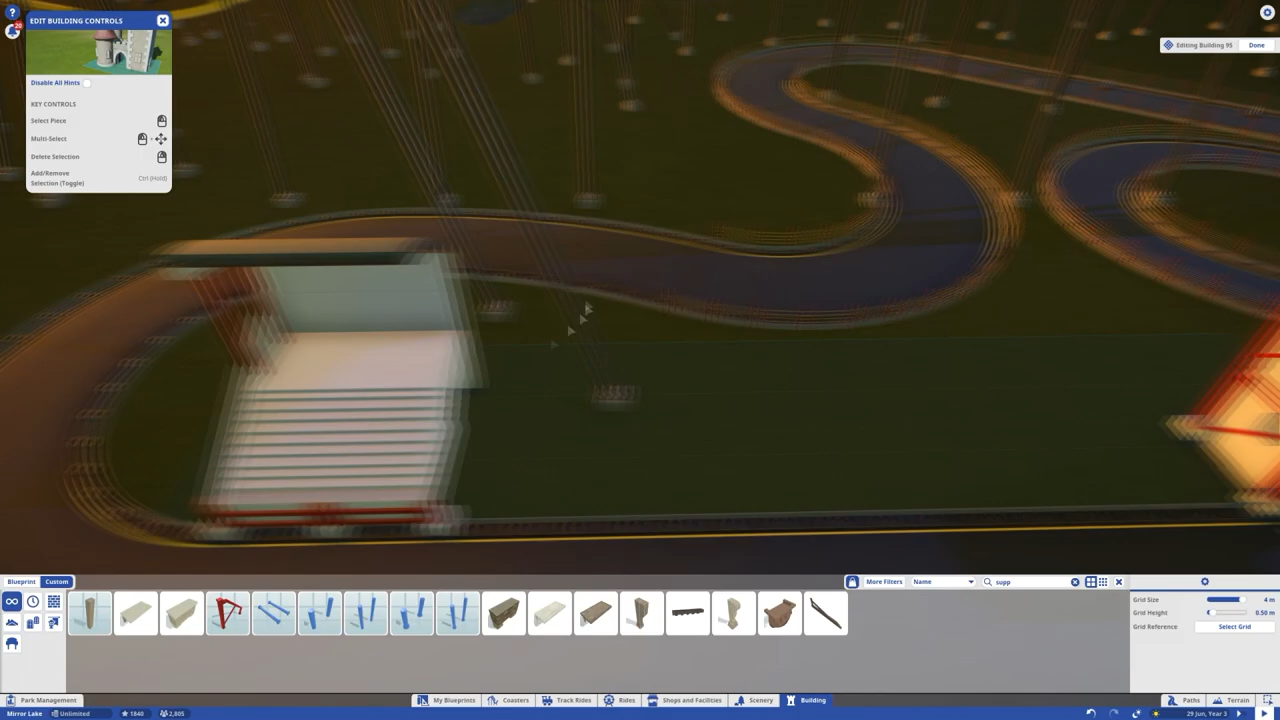 ?
20
EDIT BUILDING CONTROLS
Disable All Hints
KEY CONTROLS
Select Piece
Multi-Select
+
Delete Selection
Add/Remove
Selection (Toggle)
Ctrl (Hold)
Editing Building 95
Done
Blueprint
Custom
More Filters
Name
supp
Grid Size
4 m
Grid Height
0.50 m
Grid Reference
Select Grid
Park Management
My Blueprints
Coasters
Track Rides
Rides
Shops and Facilities
Scenery
Building
Paths
Terrain
Mirror Lake
Unlimited
1840
2,805
29 Jun, Year 3